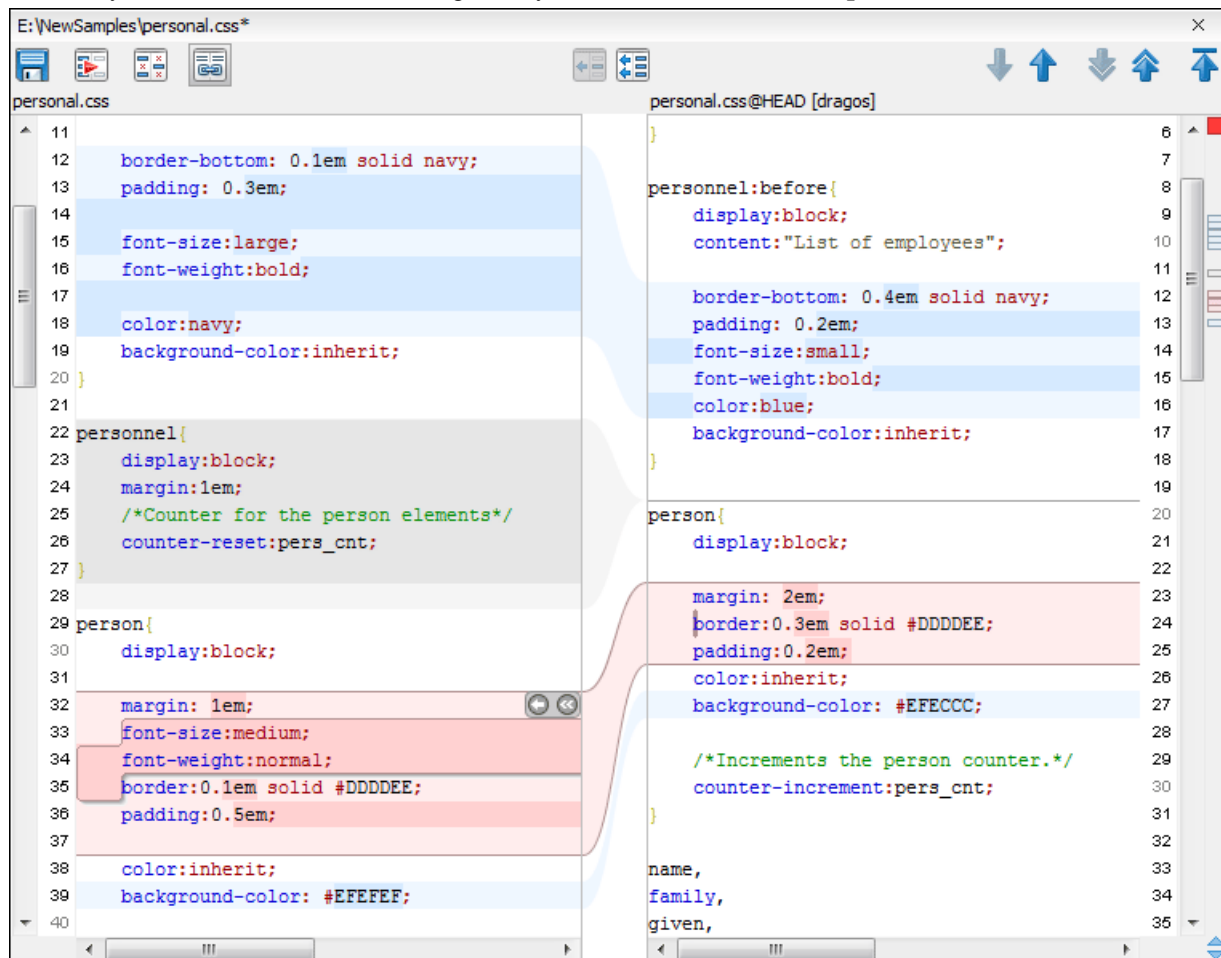 E:\NewSamples\personal.css*
personal.css
11
12 border-bottom: 0.1em solid navy;
13 padding: 0.3em;
14
15 font-size:large;
16 font-weight:bold;
17
18 color:navy;
19 background-color:inherit;
20 }
21
22 personnel{
23 display:block;
24 margin:1em;
25 /*Counter for the person elements*/
26 counter-reset:pers_cnt;
27 }
28
29 person{
30 display:block;
31
32 margin: 1em;
33 font-size:medium;
34 font-weight:normal;
35 border:0.1em solid #DDDDEE;
36 padding:0.5em;
37
38 color:inherit;
39 background-color: #EFEFEF;
40
personal.css@HEAD [dragos]
} 6
7
personnel:before{ 8
display:block; 9
content:"List of employees"; 10
11
border-bottom: 0.4em solid navy; 12
padding: 0.2em; 13
font-size:small; 14
font-weight:bold; 15
color:blue; 16
background-color:inherit; 17
} 18
19
person{ 20
display:block; 21
22
margin: 2em; 23
border:0.3em solid #DDDDEE; 24
padding:0.2em; 25
color:inherit; 26
background-color: #EFECCC; 27
28
/*Increments the person counter.*/ 29
counter-increment:pers_cnt; 30
} 31
32
name, 33
family, 34
given, 35